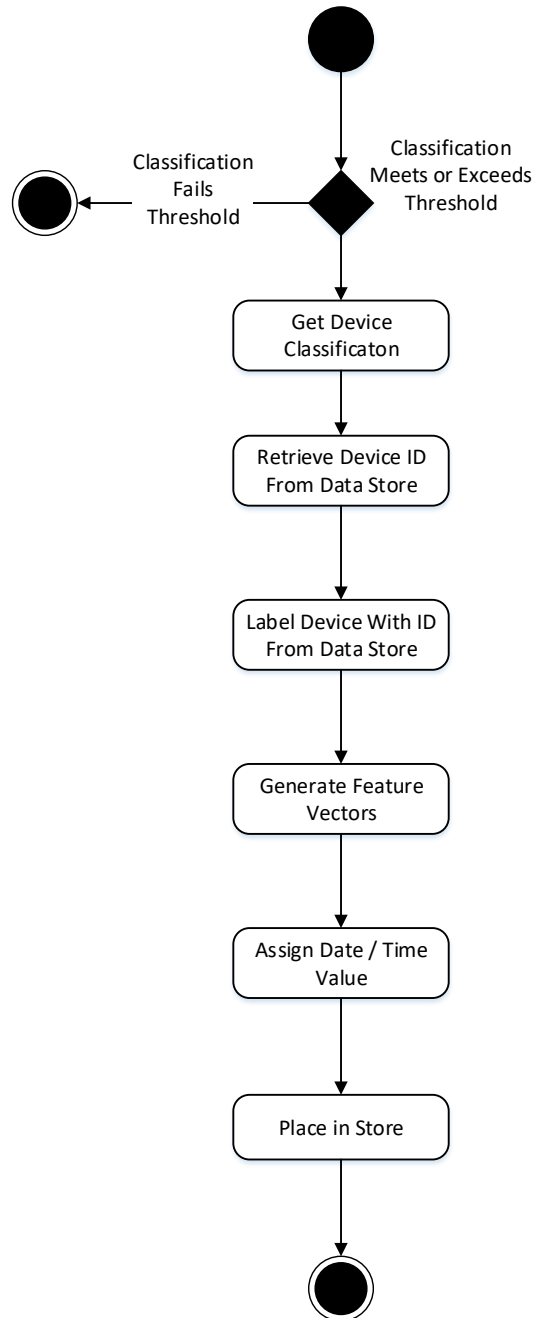 Classification
Fails
Threshold
Classification
Meets or Exceeds
Threshold
Get Device
Classificaton
Retrieve Device ID
From Data Store
Label Device With ID
From Data Store
Generate Feature
Vectors
Assign Date / Time
Value
Place in Store